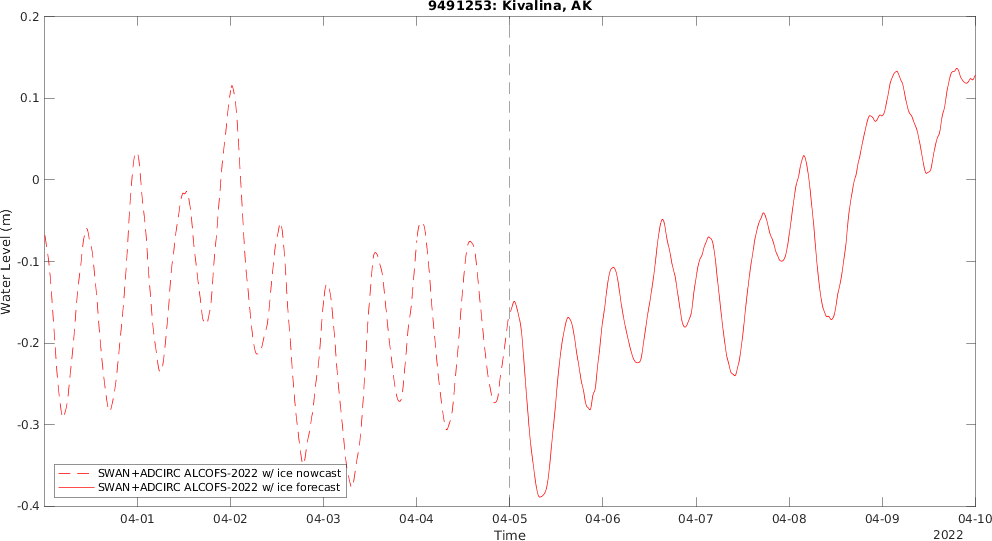 9491253: Kivalina, AK
0.2
0.1
0
-0.1
-0.2
-0.3
-0.4
Water Level (m)
SWAN+ADCIRC ALCOFS-2022 w/ ice nowcast
SWAN+ADCIRC ALCOFS-2022 w/ ice forecast
04-01 04-02 04-03 04-04 04-05 04-06 04-07 04-08 04-09 04-10
Time
2022